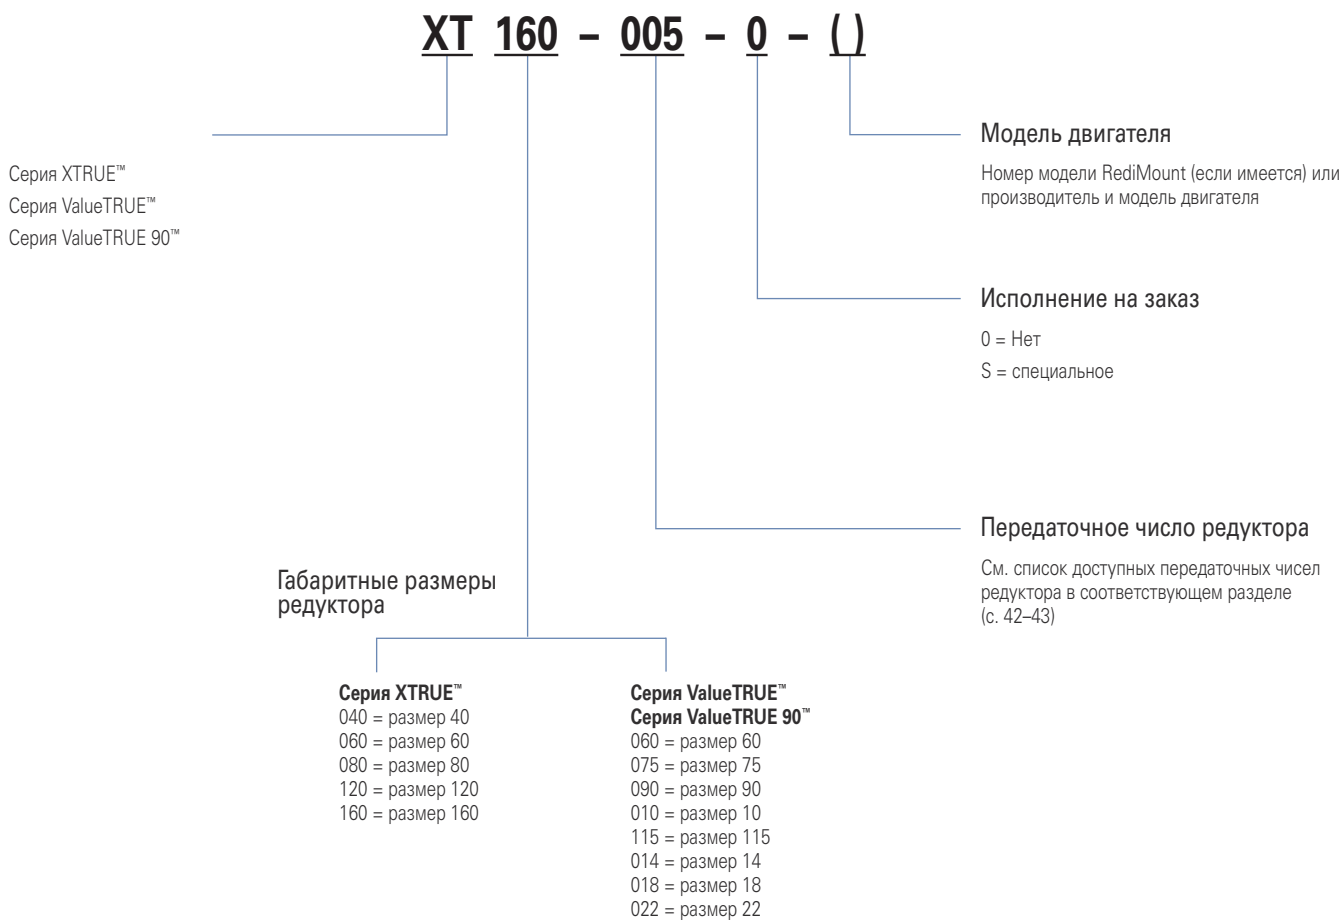 XT 160 – 005 – 0 – ( )
Серия XTRUE™
Серия ValueTRUE™
Серия ValueTRUE 90™
Модель двигателя
Номер модели RediMount (если имеется) или
производитель и модель двигателя
Исполнение на заказ
0 = Нет
S = специальное
Передаточное число редуктора
См. список доступных передаточных чисел
редуктора в соответствующем разделе
(с. 42–43)
Габаритные размеры
редуктора
Серия XTRUE™
040 = размер 40
060 = размер 60
080 = размер 80
120 = размер 120
160 = размер 160
Серия ValueTRUE™
Серия ValueTRUE 90™
060 = размер 60
075 = размер 75
090 = размер 90
010 = размер 10
115 = размер 115
014 = размер 14
018 = размер 18
022 = размер 22